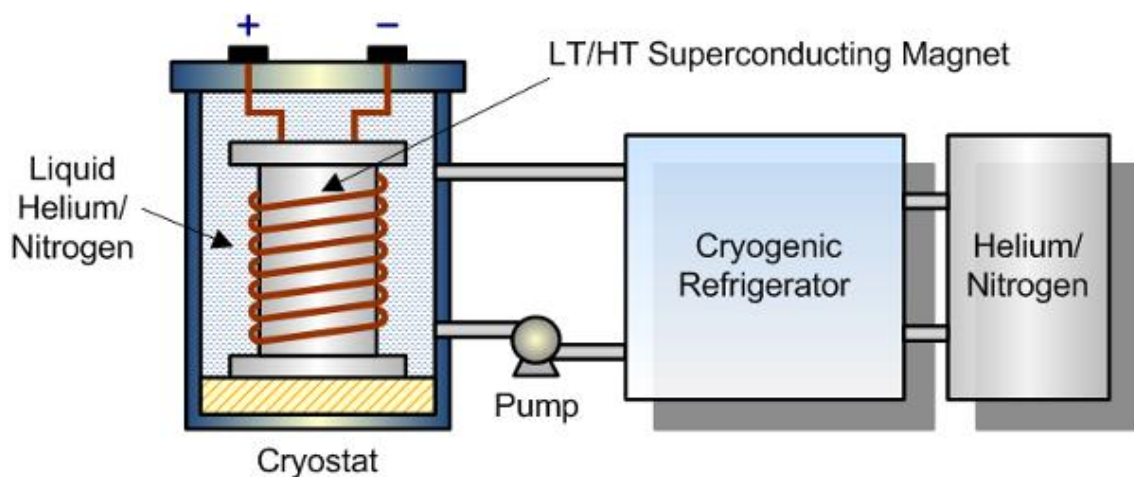 +
–
LT/HT Superconducting Magnet
Liquid
Helium/
Nitrogen
Cryogenic
Refrigerator
Helium/
Nitrogen
Pump
Cryostat